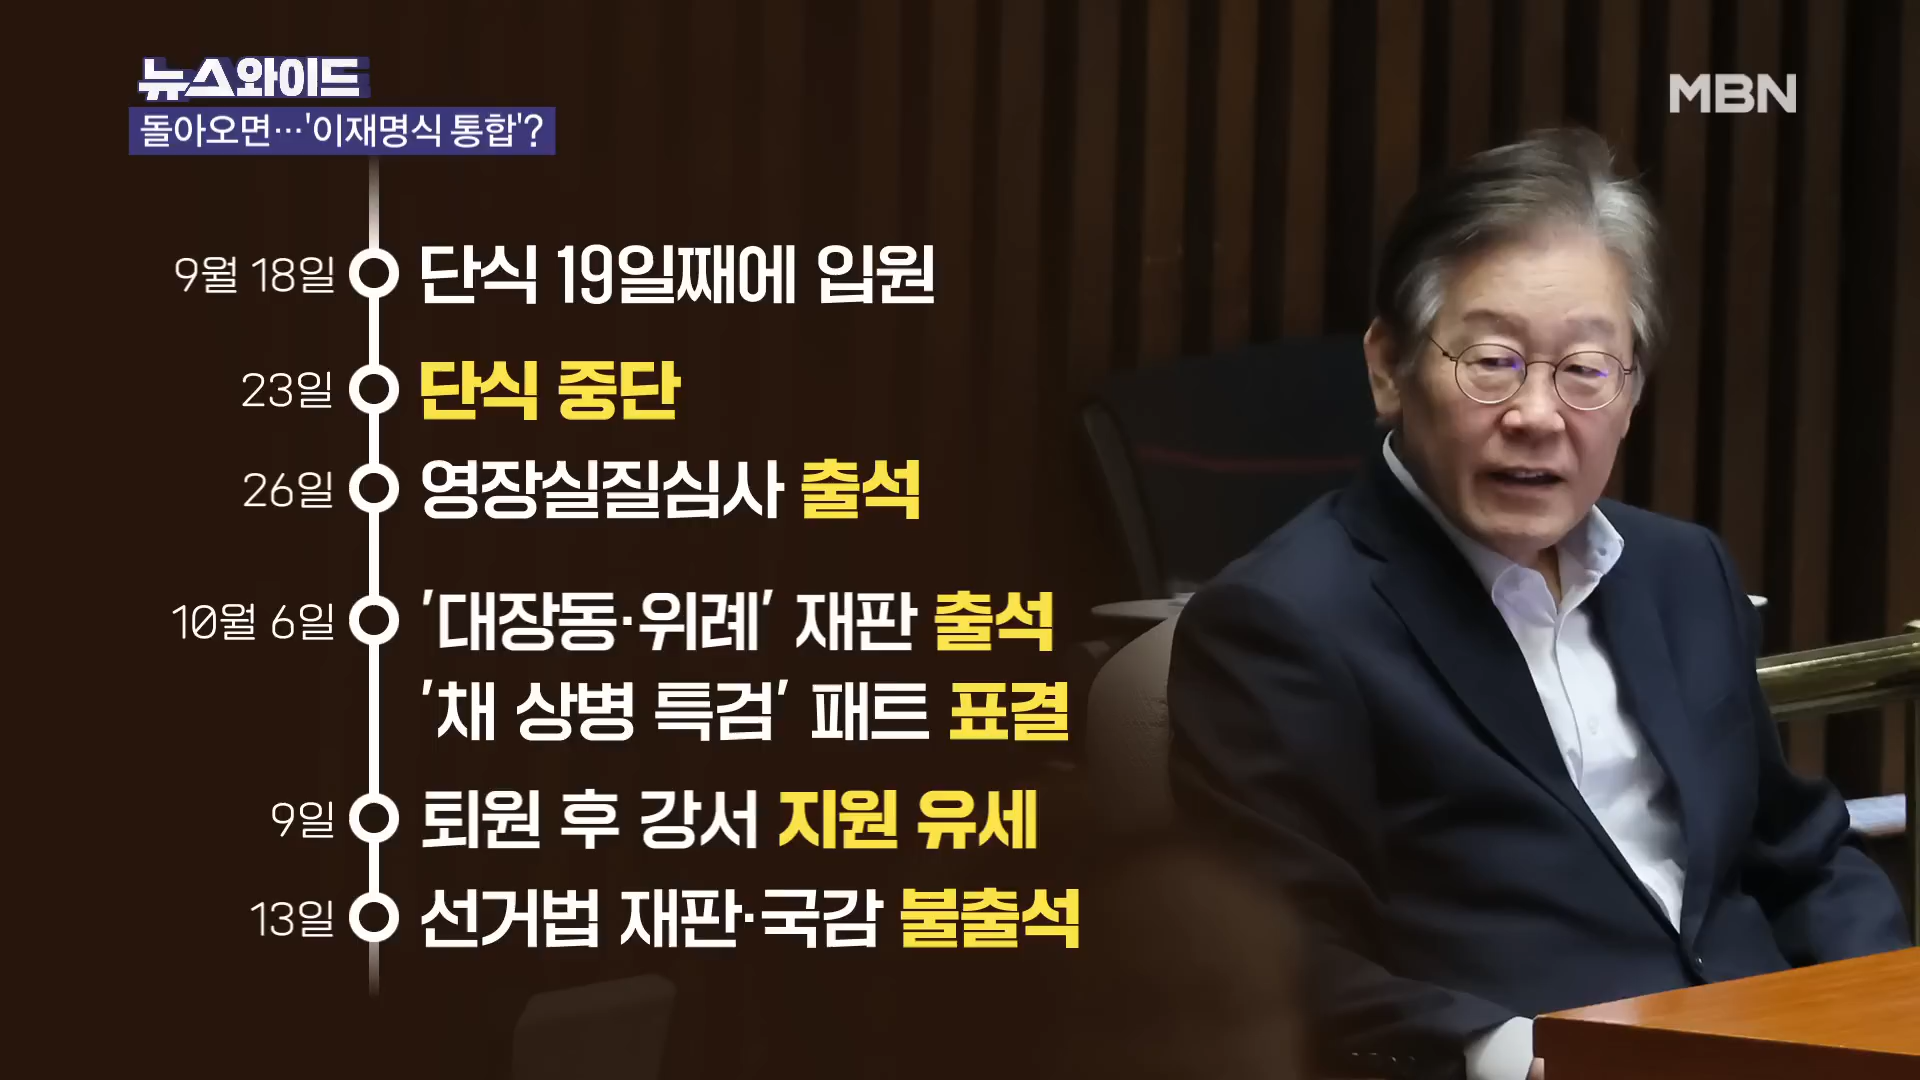 뉴스와이드
돌아오면…'이재명식 통합'?
MBN
9월 18일 단식 19일째에 입원
23일 단식 중단
26일 영장실질심사 출석
10월 6일 '대장동·위례' 재판 출석
'채 상병 특검' 패트 표결
9일 퇴원 후 강서 지원 유세
13일 선거법 재판·국감 불출석